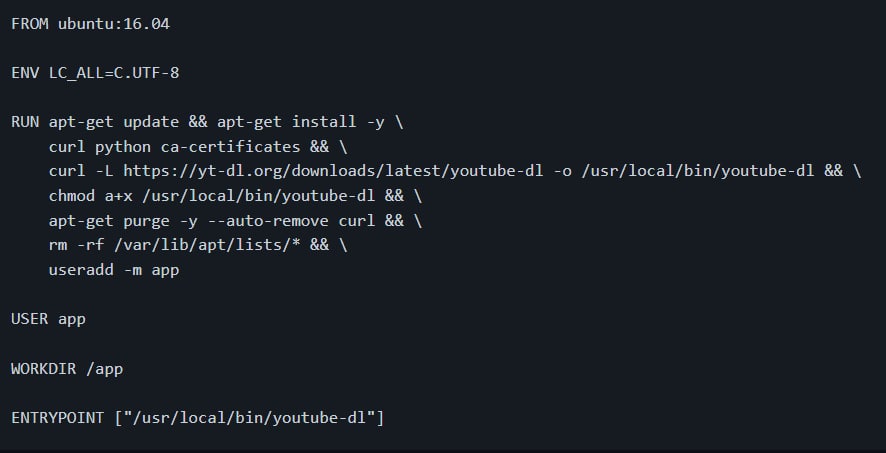 FROM ubuntu:16.04
ENV LC_ALL=C.UTF-8
RUN apt-get update && apt-get install -y \
    curl python ca-certificates && \
    curl -L https://yt-dl.org/downloads/latest/youtube-dl -o /usr/local/bin/youtube-dl && \
    chmod a+x /usr/local/bin/youtube-dl && \
    apt-get purge -y --auto-remove curl && \
    rm -rf /var/lib/apt/lists/* && \
    useradd -m app
USER app
WORKDIR /app
ENTRYPOINT ["/usr/local/bin/youtube-dl"]